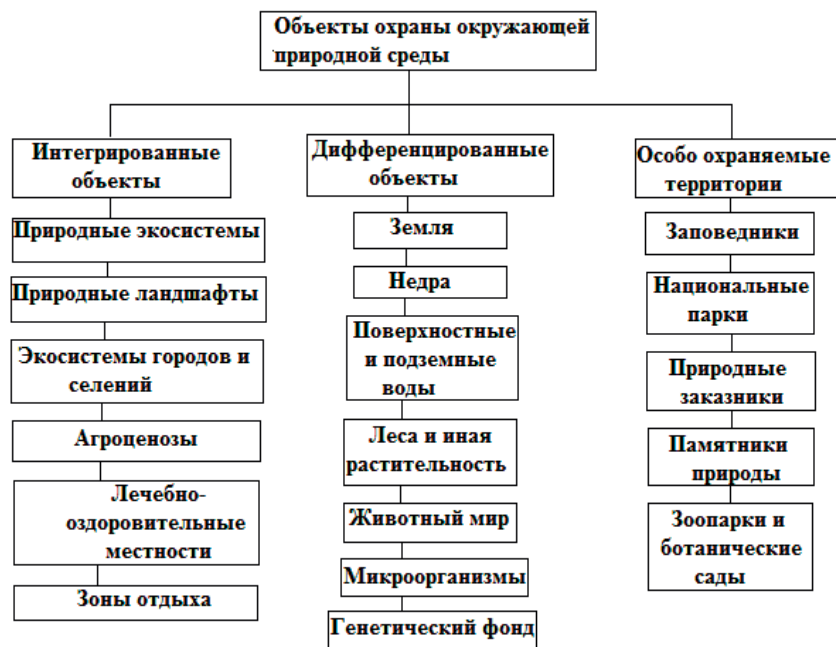 Объекты охраны окружающей
природной среды
Интегрированные
объекты
Природные экосистемы
Природные ландшафты
Экосистемы городов и
селений
Агроценозы
Лечебно-
оздоровительные
местности
Зоны отдыха
Дифференцированные
объекты
Земля
Недра
Поверхностные
и подземные
воды
Леса и иная
растительность
Животный мир
Микроорганизмы
Генетический фонд
Особо охраняемые
территории
Заповедники
Национальные
парки
Природные
заказники
Памятники
природы
Зоопарки и
ботанические
сады